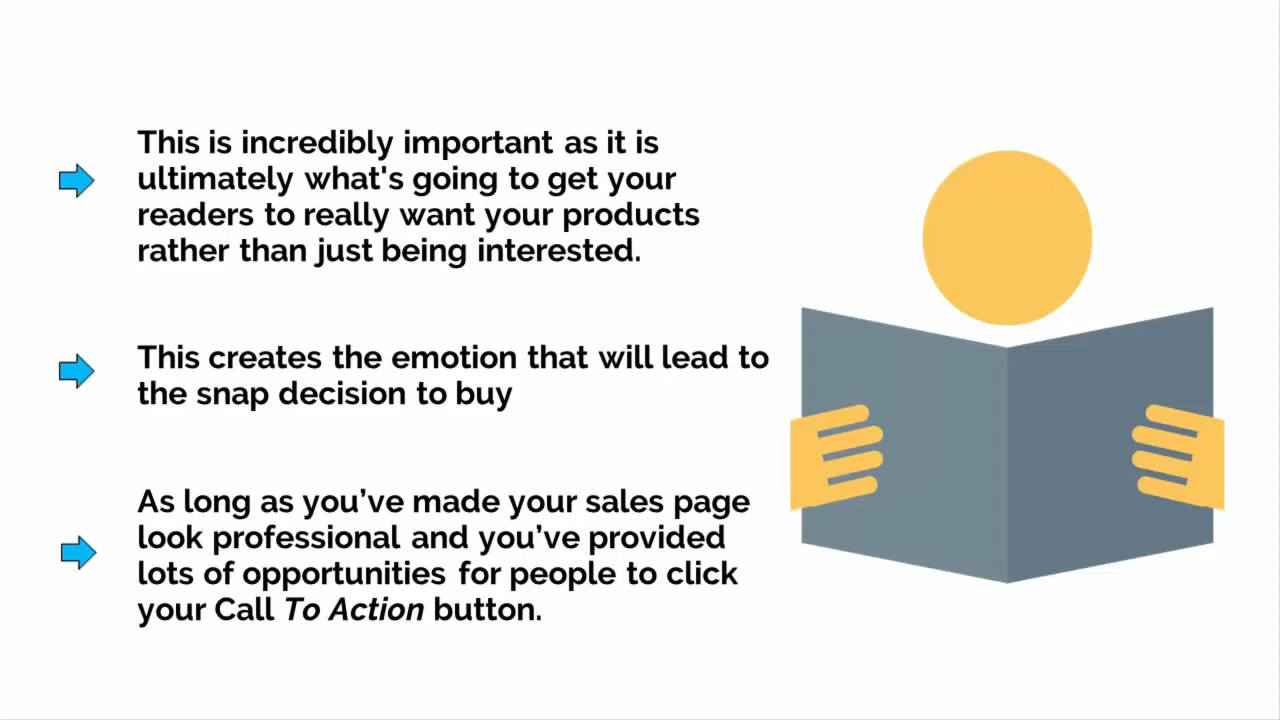 This is incredibly important as it is
ultimately what's going to get your
readers to really want your products
rather than just being interested.
This creates the emotion that will lead to
the snap decision to buy
As long as you’ve made your sales page
look professional and you’ve provided
lots of opportunities for people to click
your Call To Action button.